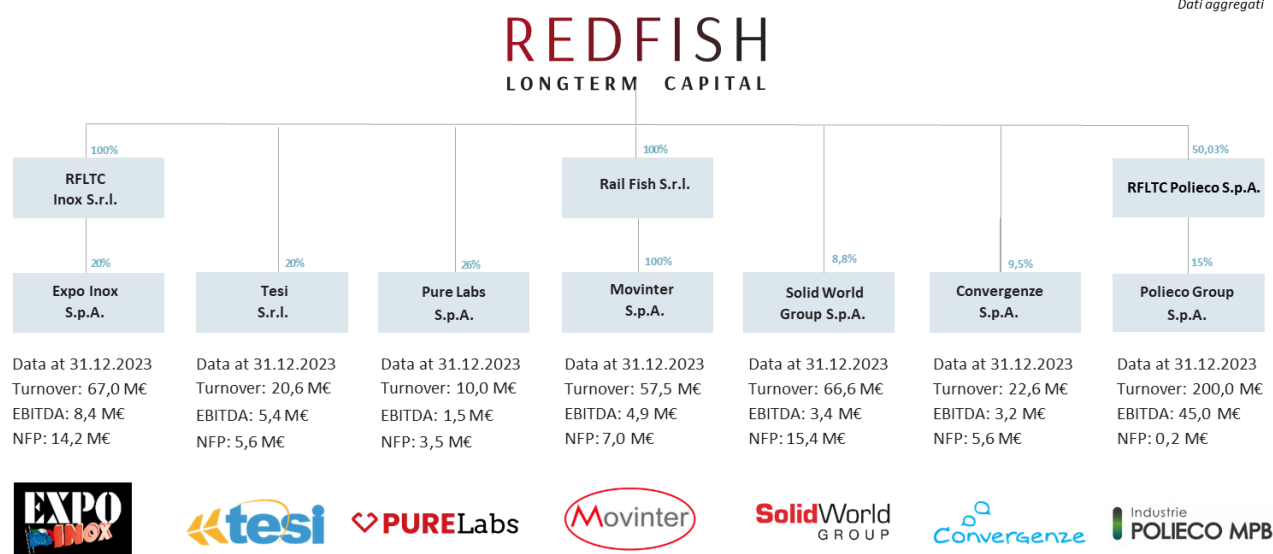 Dati aggregati
REDFISH
LONGTERM CAPITAL
100%
100%
50,03%
RFLTC
Inox S.r.l.
Rail Fish S.r.l.
RFLTC Polieco S.p.A.
20%
20%
26%
100%
8,8%
9,5%
15%
Expo Inox
S.p.A.
Tesi
S.r.l.
Pure Labs
S.p.A.
Movinter
S.p.A.
Solid World
Group S.p.A.
Convergenze
S.p.A.
Polieco Group
S.p.A.
Data at 31.12.2023
Turnover: 67,0 M€
EBITDA: 8,4 M€
NFP: 14,2 M€
Data at 31.12.2023
Turnover: 20,6 M€
EBITDA: 5,4 M€
NFP: 5,6 M€
Data at 31.12.2023
Turnover: 10,0 M€
EBITDA: 1,5 M€
NFP: 3,5 M€
Data at 31.12.2023
Turnover: 57,5 M€
EBITDA: 4,9 M€
NFP: 7,0 M€
Data at 31.12.2023
Turnover: 66,6 M€
EBITDA: 3,4 M€
NFP: 15,4 M€
Data at 31.12.2023
Turnover: 22,6 M€
EBITDA: 3,2 M€
NFP: 5,6 M€
Data at 31.12.2023
Turnover: 200,0 M€
EBITDA: 45,0 M€
NFP: 0,2 M€
EXPO
INOX
tesi
PURELabs
Movinter
SolidWorld
GROUP
Convergenze
Industrie
POLIECO MPB